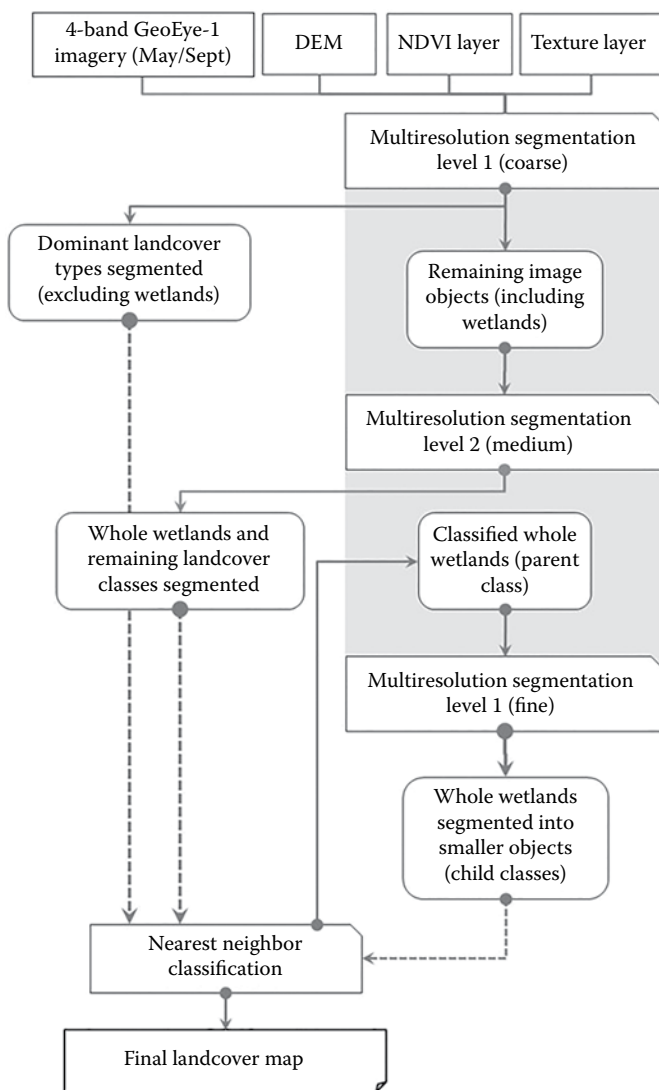 4-band GeoEye-1
imagery (May/Sept)
DEM
NDVI layer
Texture layer
Multiresolution segmentation
level 1 (coarse)
Dominant landcover
types segmented
(excluding wetlands)
Remaining image
objects (including
wetlands)
Multiresolution segmentation
level 2 (medium)
Whole wetlands and
remaining landcover
classes segmented
Classified whole
wetlands (parent
class)
Multiresolution segmentation
level 1 (fine)
Whole wetlands
segmented into
smaller objects
(child classes)
Nearest neighbor
classification
Final landcover map